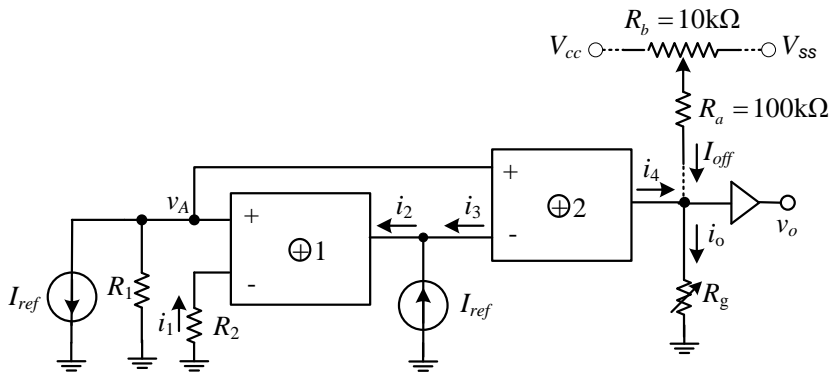 R_b = 10kΩ
V_cc
V_ss
R_a = 100kΩ
I_off
+
i_4
⊕2
v_A
+
i_2
i_3
-
⊕1
i_o
v_o
I_ref
R_1
-
I_ref
R_g
i_1
R_2